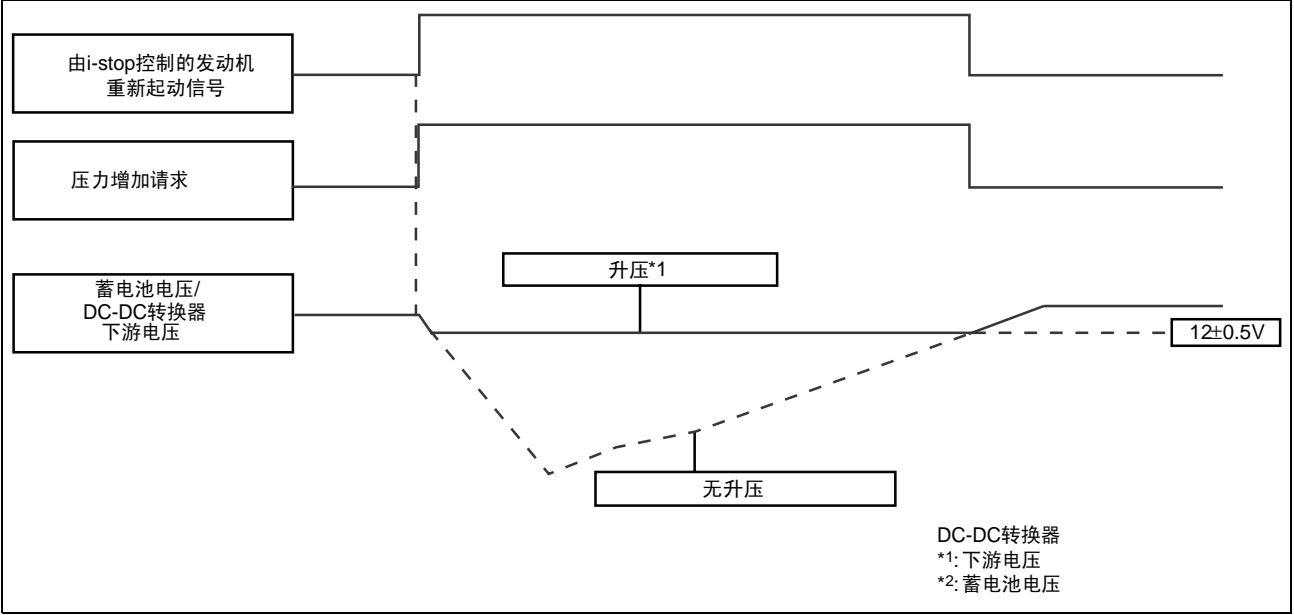 由i-stop控制的发动机
重新起动信号
压力增加请求
升压*1
蓄电池电压/
DC-DC转换器
下游电压
12±0.5V
无升压
DC-DC转换器
*1: 下游电压
*2: 蓄电池电压